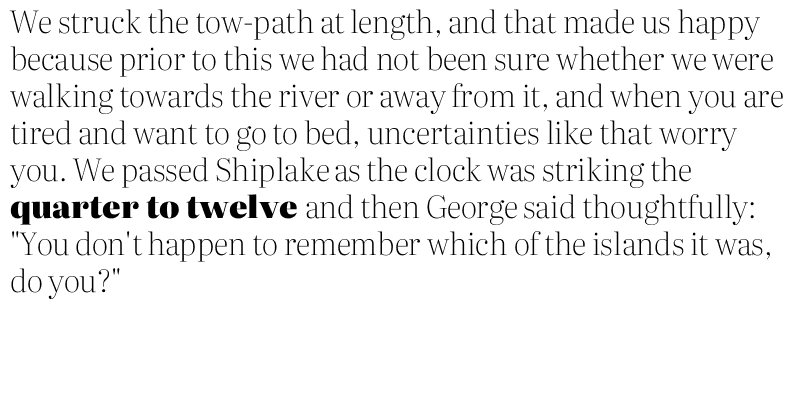 We struck the tow-path at length, and that made us happy
because prior to this we had not been sure whether we were
walking towards the river or away from it, and when you are
tired and want to go to bed, uncertainties like that worry
you. We passed Shiplake as the clock was striking the
quarter to twelve and then George said thoughtfully:
"You don't happen to remember which of the islands it was,
do you?"